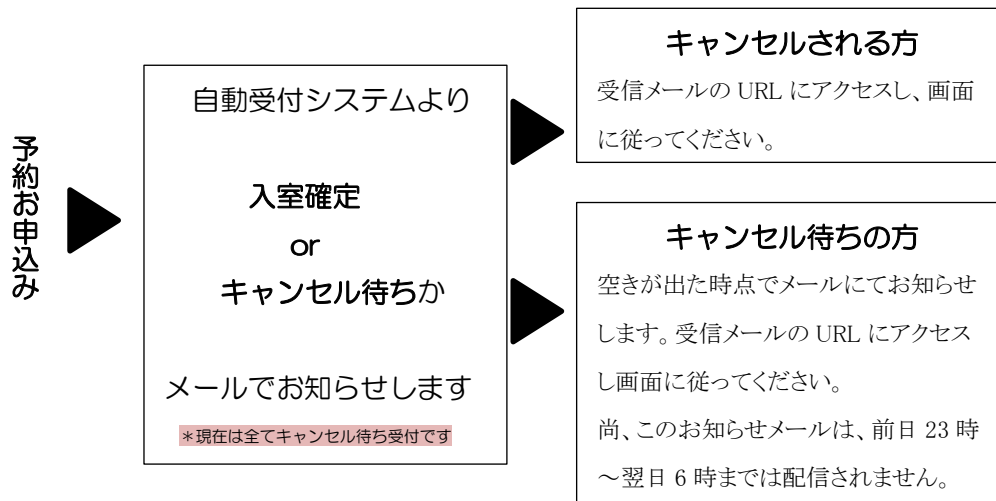 予約お申込み
自動受付システムより
入室確定
or
キャンセル待ちか
メールでお知らせします
＊現在は全てキャンセル待ち受付です
キャンセルされる方
受信メールの URL にアクセスし、画面
に従ってください。
キャンセル待ちの方
空きが出た時点でメールにてお知らせ
します。受信メールの URL にアクセス
し画面に従ってください。
尚、このお知らせメールは、前日 23 時
～翌日 6 時までは配信されません。